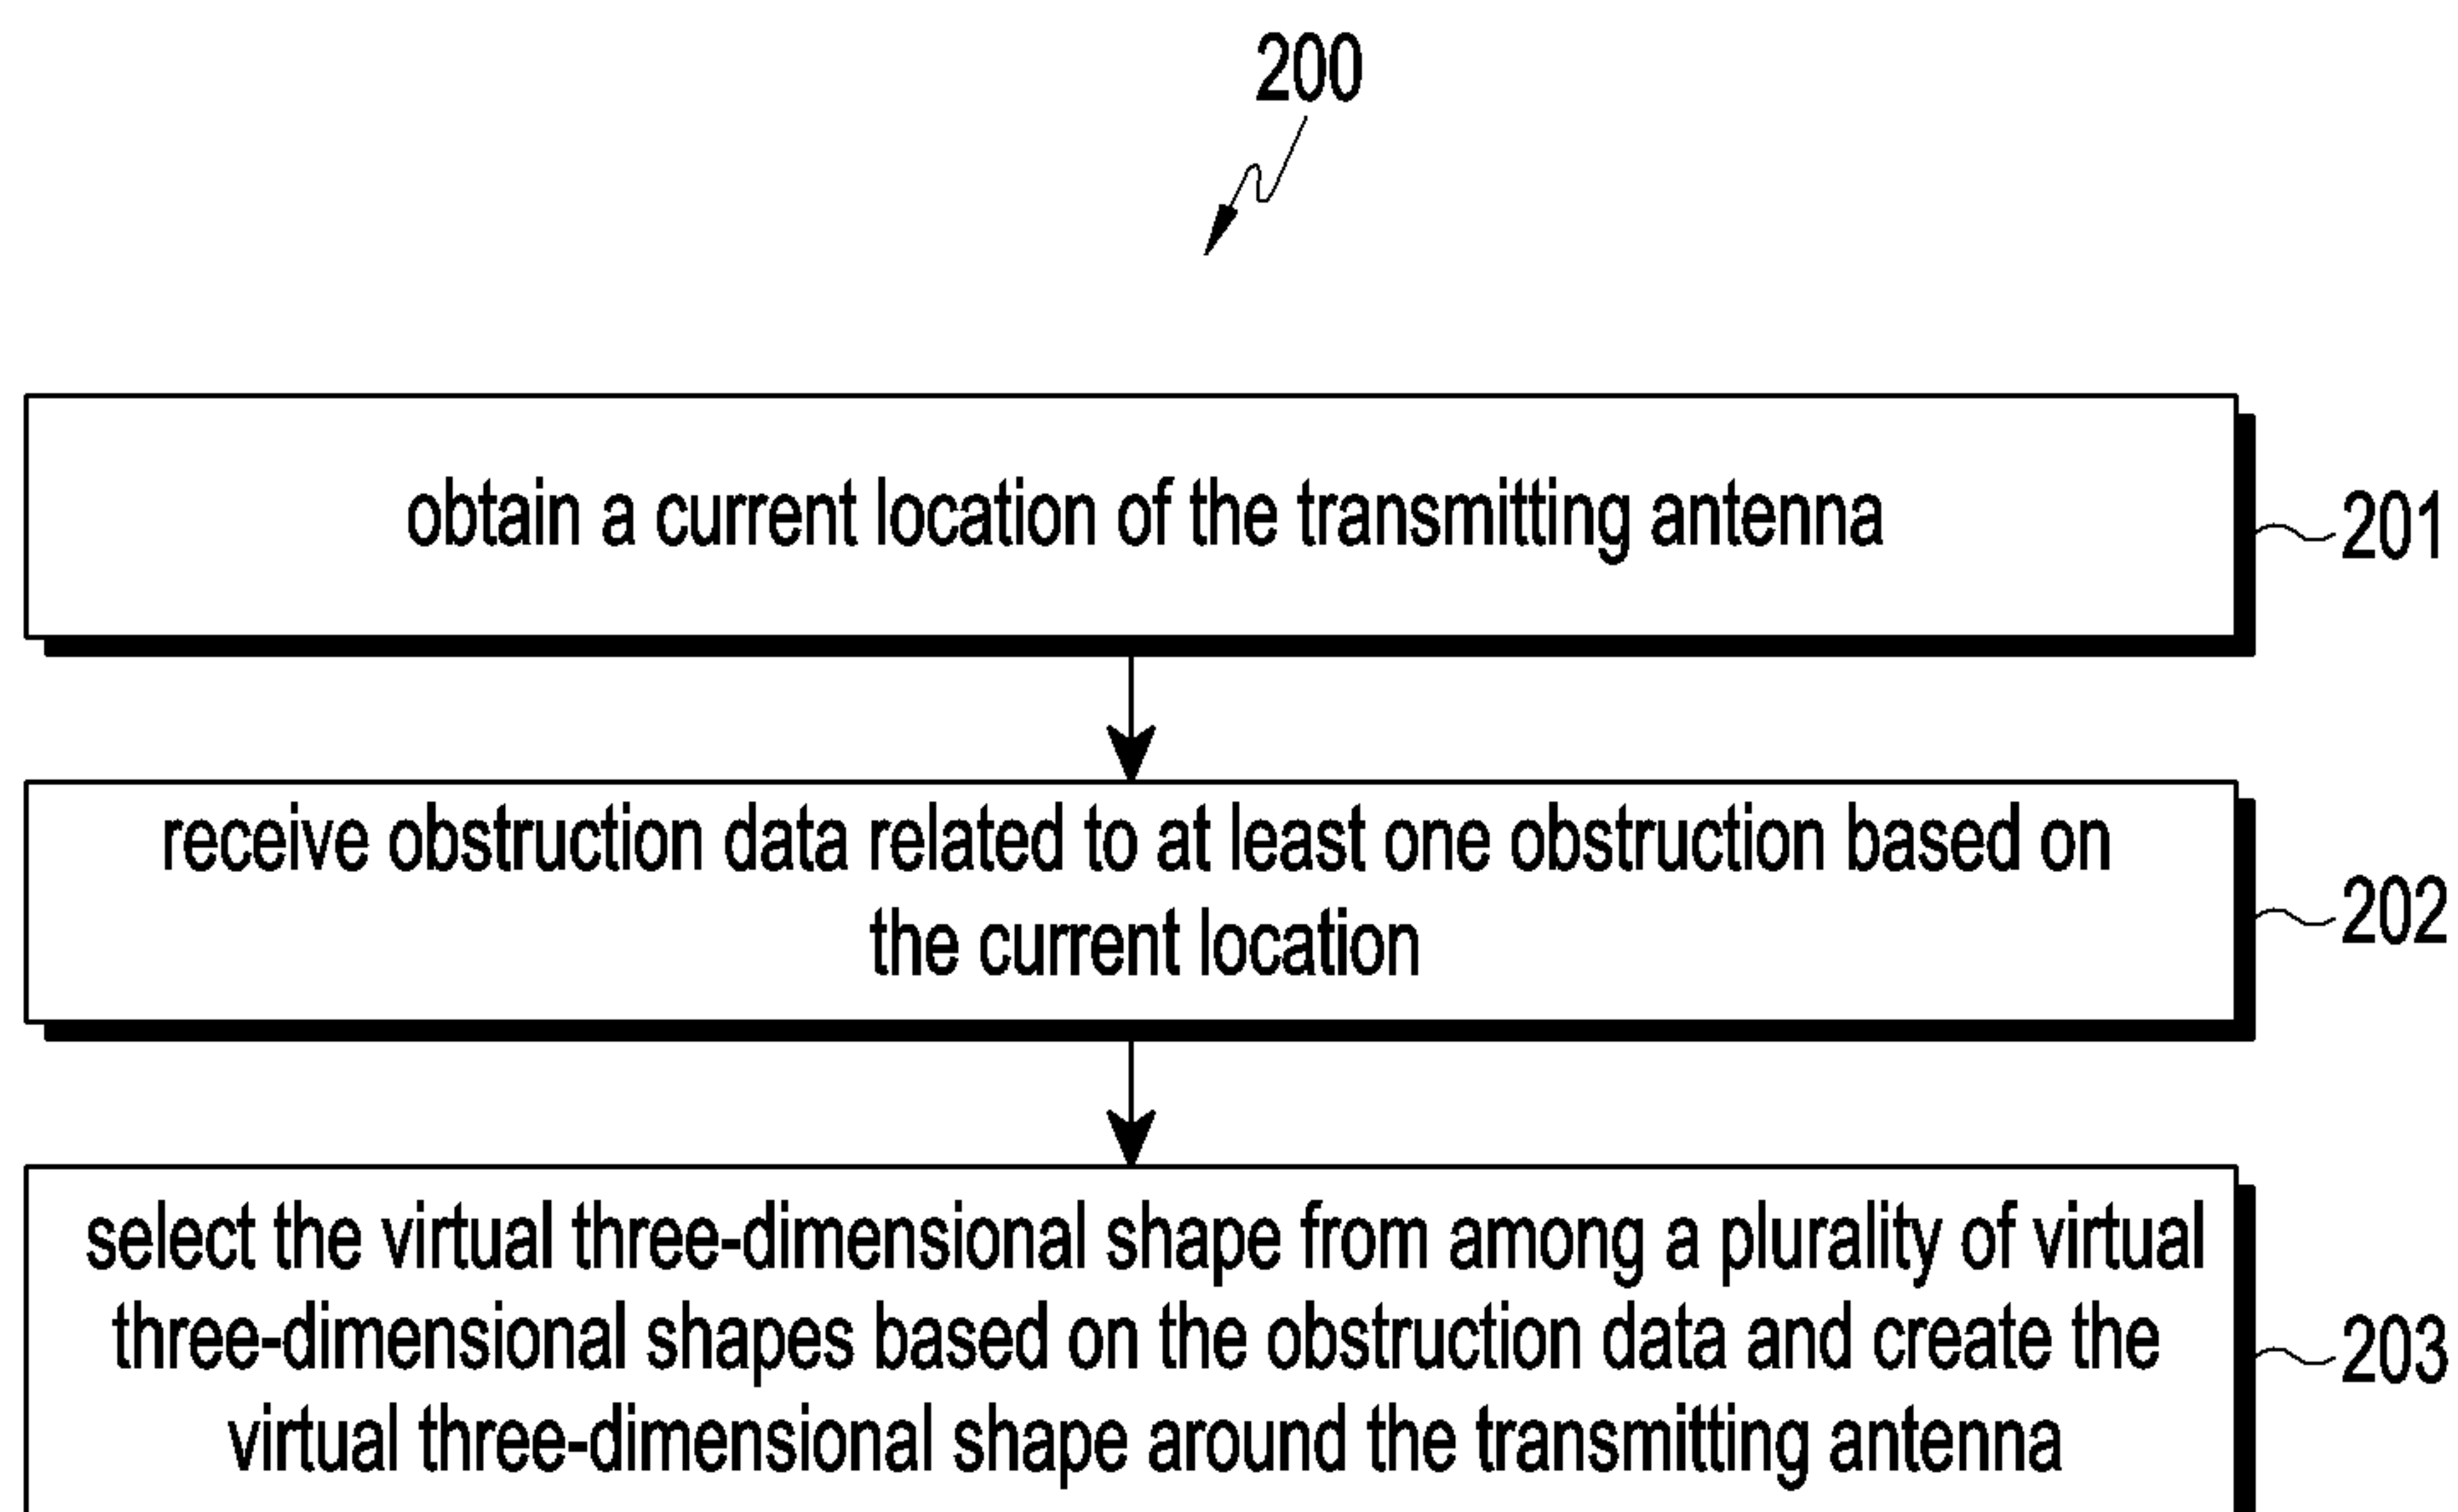 200
obtain a current location of the transmitting antenna
201
receive obstruction data related to at least one obstruction based on
the current location
202
select the virtual three-dimensional shape from among a plurality of virtual
three-dimensional shapes based on the obstruction data and create the
virtual three-dimensional shape around the transmitting antenna
203